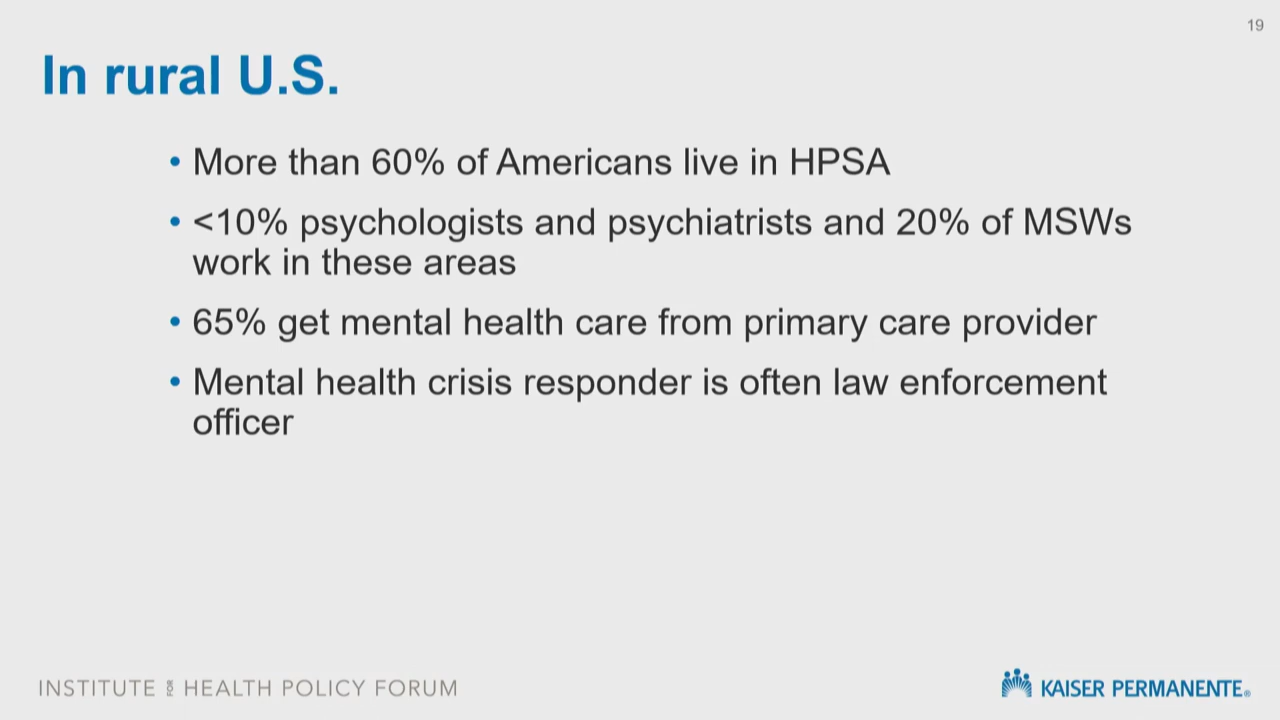 19
In rural U.S.
• More than 60% of Americans live in HPSA
• <10% psychologists and psychiatrists and 20% of MSWs
work in these areas
• 65% get mental health care from primary care provider
• Mental health crisis responder is often law enforcement
officer
INSTITUTE FOR HEALTH POLICY FORUM
KAISER PERMANENTE®